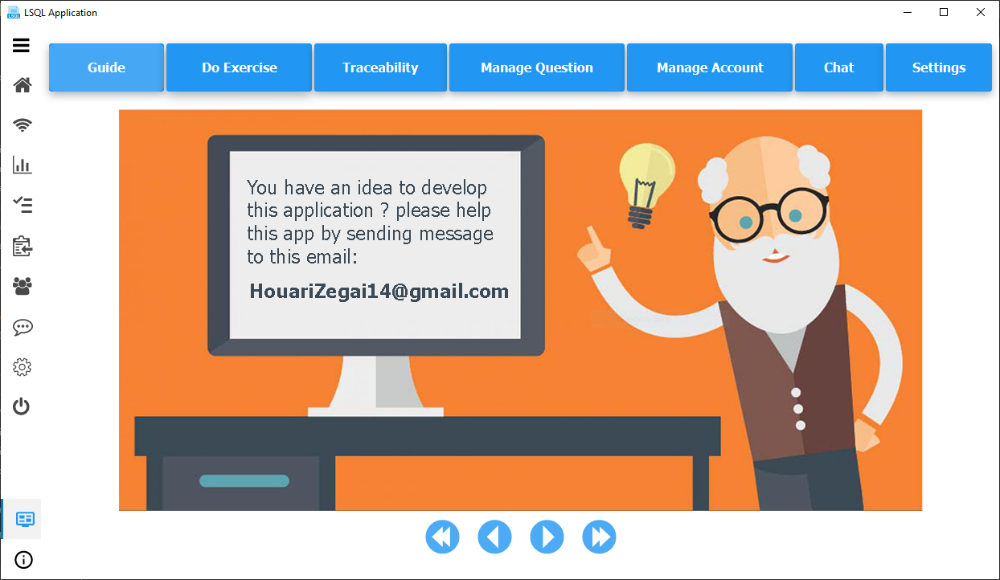 LSQL Application
Guide
Do Exercise
Traceability
Manage Question
Manage Account
Chat
Settings
You have an idea to develop
this application ? please help
this app by sending message
to this email:
HouariZegai14@gmail.com